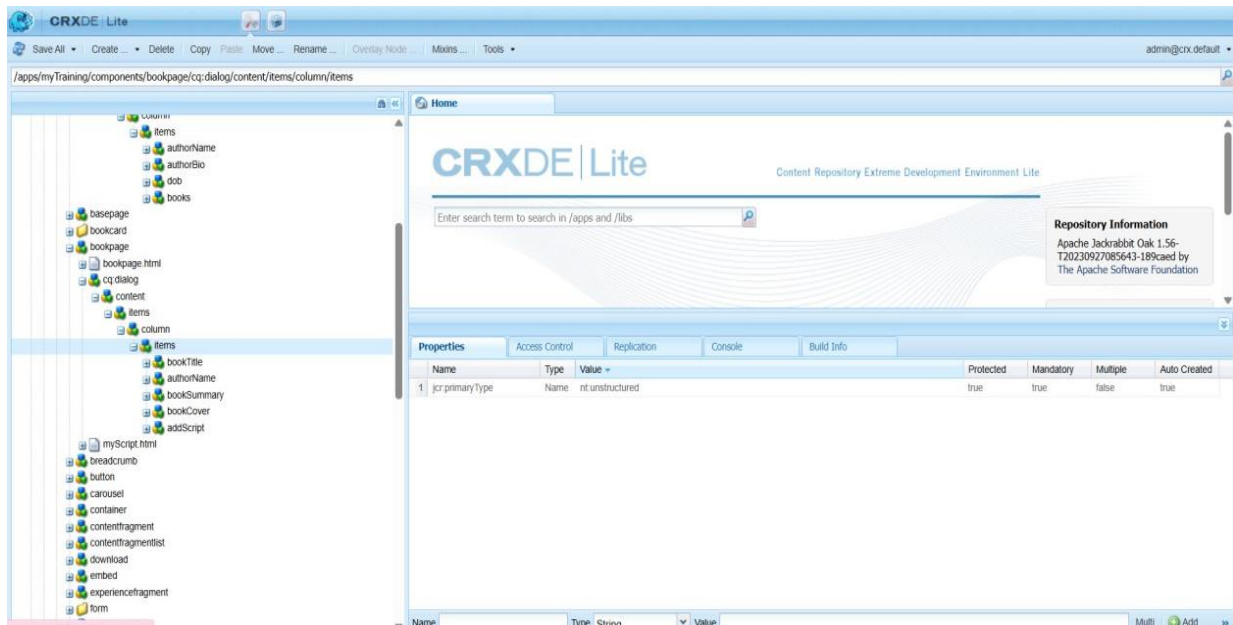 CRXDE | Lite
Save All Create ... Delete Copy Paste Move ... Rename ... Overlay Node ... Mixins ... Tools admin@crx.default
/apps/myTraining/components/bookpage/cq:dialog/content/items/column/items
column
items
authorName
authorBio
dob
books
basepage
bookcard
bookpage
bookpage.html
cq:dialog
content
items
column
items
bookTitle
authorName
bookSummary
bookCover
addScript
myScript.html
breadcrumb
button
carousel
container
contentfragment
contentfragmentlist
download
embed
experiencefragment
form
Home
CRXDE | Lite
Content Repository Extreme Development Environment Lite
Enter search term to search in /apps and /libs
Repository Information
Apache Jackrabbit Oak 1.56-
T20230927085643-189caed by
The Apache Software Foundation
Properties Access Control Replication Console Build Info
Name Type Value Protected Mandatory Multiple Auto Created
1 jcr:primaryType Name nt:unstructured true true false true
Name Type String Value Multi Add